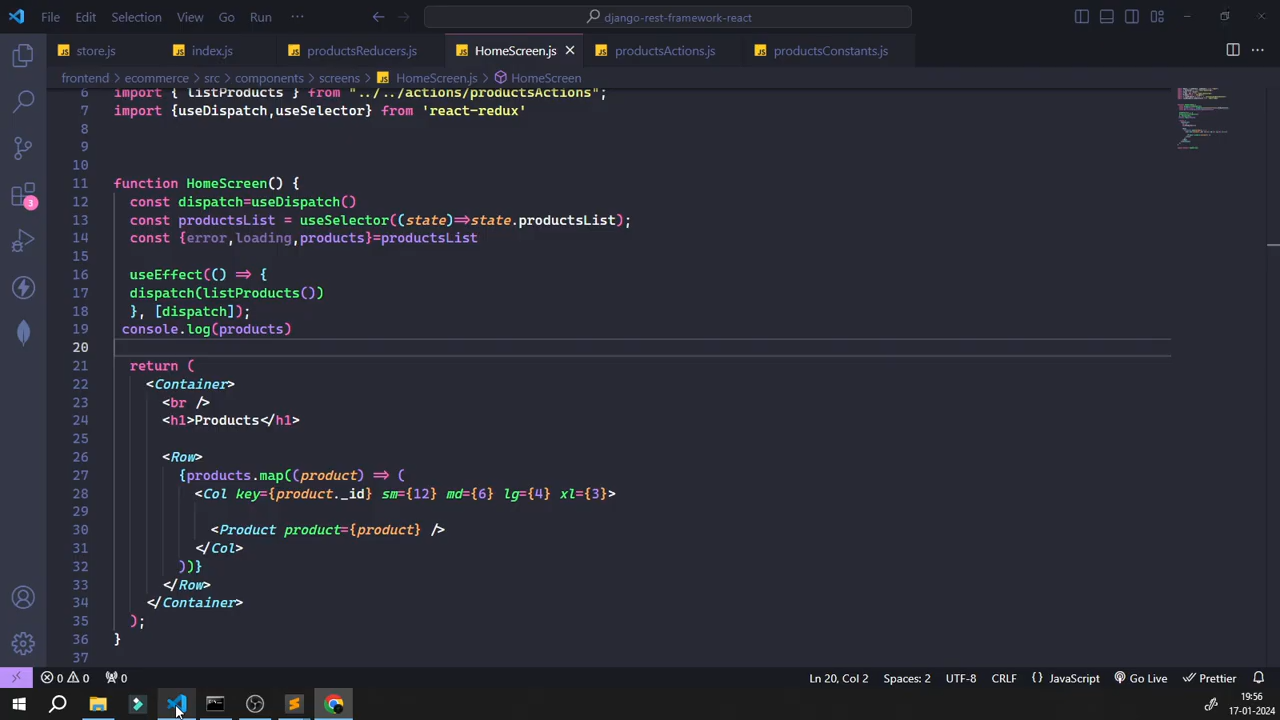 File Edit Selection View Go Run ···
django-rest-framework-react
JS store.js JS index.js JS productsReducers.js JS HomeScreen.js JS productsActions.js JS productsConstants.js
frontend > ecommerce > src > components > screens > JS HomeScreen.js > HomeScreen
6 import { listProducts } from "../../actions/productsActions";
7 import {useDispatch,useSelector} from 'react-redux'
8
9
10
11 function HomeScreen() {
12 const dispatch=useDispatch()
13 const productsList = useSelector((state)=>state.productsList);
14 const {error,loading,products}=productsList
15
16 useEffect(() => {
17 dispatch(listProducts())
18 }, [dispatch]);
19 console.log(products)
20
21 return (
22 <Container>
23 <br />
24 <h1>Products</h1>
25
26 <Row>
27 {products.map((product) => (
28 <Col key={product._id} sm={12} md={6} lg={4} xl={3}>
29
30 <Product product={product} />
31 </Col>
32 ))}
33 </Row>
34 </Container>
35 );
36 }
37
3
0 0 0 Ln 20, Col 2 Spaces: 2 UTF-8 CRLF {} JavaScript Go Live Prettier
19:56
17-01-2024